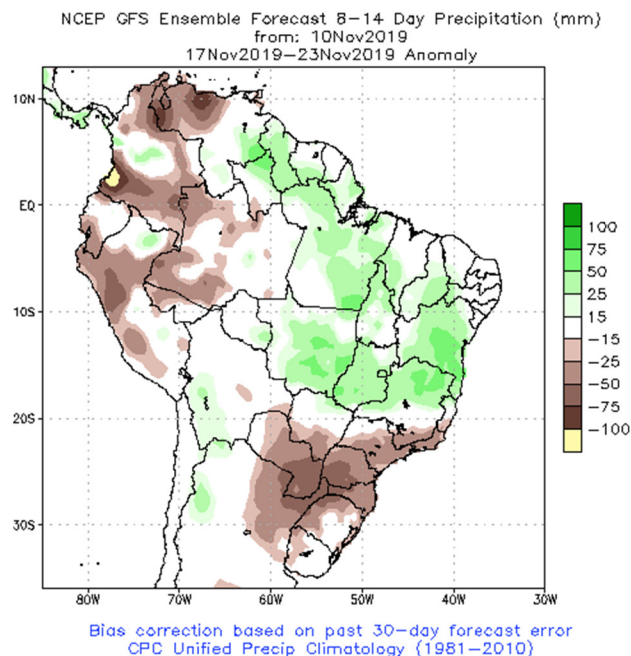 NCEP GFS Ensemble Forecast 8−14 Day Precipitation (mm)
from: 10Nov2019
17Nov2019−23Nov2019 Anomaly
10N
EQ
10S
20S
30S
80W 70W 60W 50W 40W 30W
100
75
50
25
15
−15
−25
−50
−75
−100
Bias correction based on past 30−day forecast error
CPC Unified Precip Climatology (1981−2010)